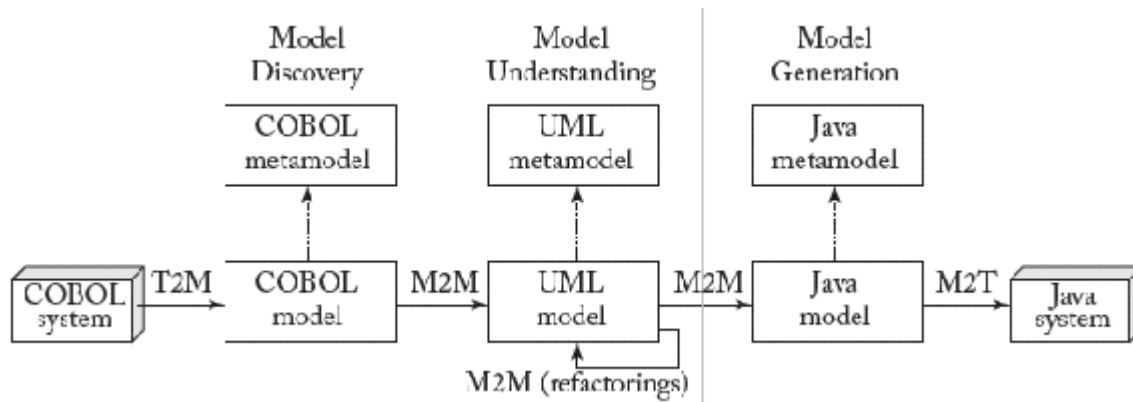 Model
Discovery
Model
Understanding
Model
Generation
COBOL
metamodel
UML
metamodel
Java
metamodel
COBOL
system
T2M
COBOL
model
M2M
UML
model
M2M
Java
model
M2T
Java
system
M2M (refactorings)